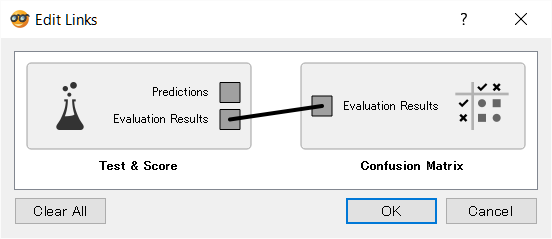 Edit Links
Predictions
Evaluation Results
Evaluation Results
Test & Score
Confusion Matrix
Clear All
OK
Cancel